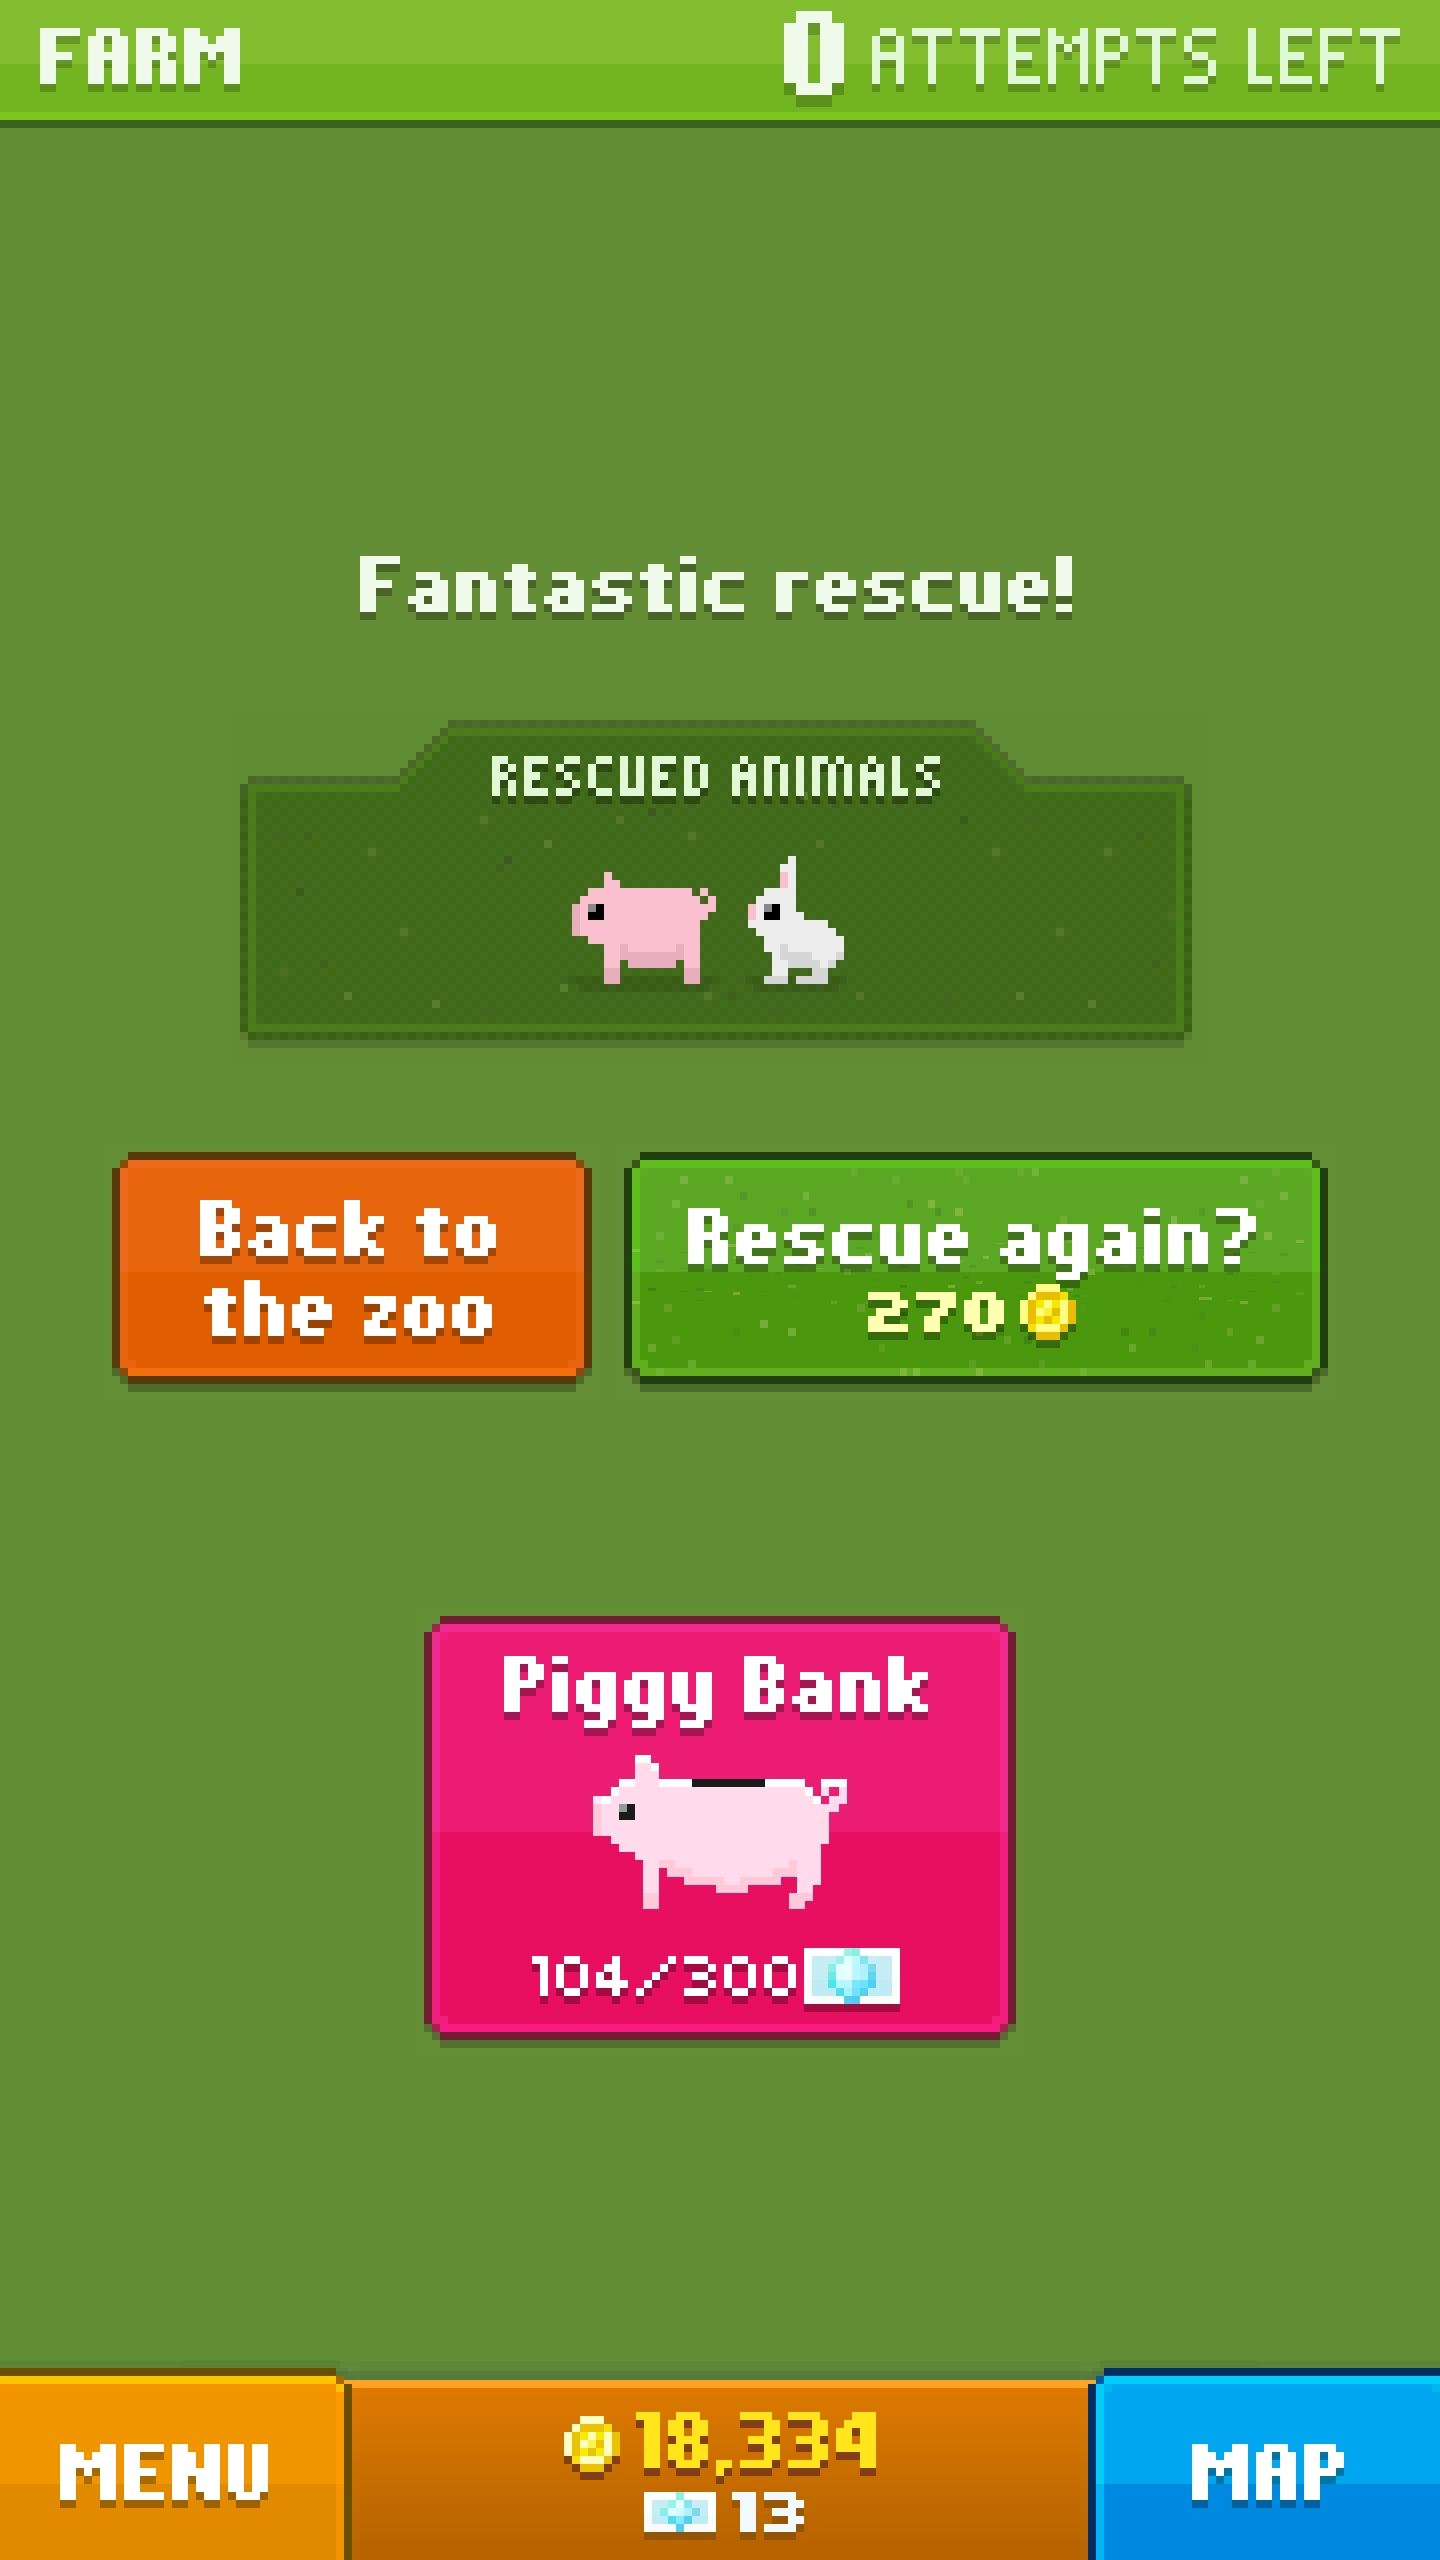 FARM
0 ATTEMPTS LEFT
Fantastic rescue!
RESCUED ANIMALS
Back to
the zoo
Rescue again?
270
Piggy Bank
104/300
MENU
18,334
13
MAP